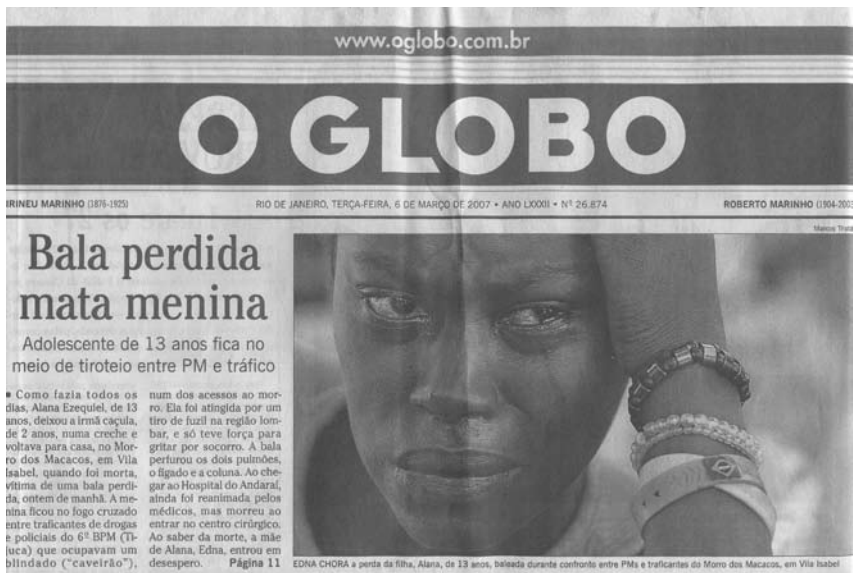 www.oglobo.com.br
O GLOBO
IRINEU MARINHO (1876-1925)
RIO DE JANEIRO, TERÇA-FEIRA, 6 DE MARÇO DE 2007 • ANO LXXXII • Nº 26.874
ROBERTO MARINHO (1904-2003
Marcos
Bala perdida
mata menina
Adolescente de 13 anos fica no
meio de tiroteio entre PM e tráfico
• Como fazia todos os
dias, Alana Ezequiel, de 13
anos, deixou a irmã caçula,
de 2 anos, numa creche e
voltava para casa, no Mor-
ro dos Macacos, em Vila
Isabel, quando foi morta,
vítima de uma bala perdi-
da, ontem de manhã. A me-
nina ficou no fogo cruzado
entre traficantes de drogas
e policiais do 6º BPM (Ti-
juca) que ocupavam um
blindado (“caveirão”),
num dos acessos ao mor-
ro. Ela foi atingida por um
tiro de fuzil na região lom-
bar, e só teve força para
gritar por socorro. A bala
perfurou os dois pulmões,
o fígado e a coluna. Ao che-
gar ao Hospital do Andaraí,
ainda foi reanimada pelos
médicos, mas morreu ao
entrar no centro cirúrgico.
Ao saber da morte, a mãe
de Alana, Edna, entrou em
desespero. Página 11
EDNA CHORA a perda da filha, Alana, de 13 anos, baleada durante confronto entre PMs e traficantes do Morro dos Macacos, em Vila Isabel